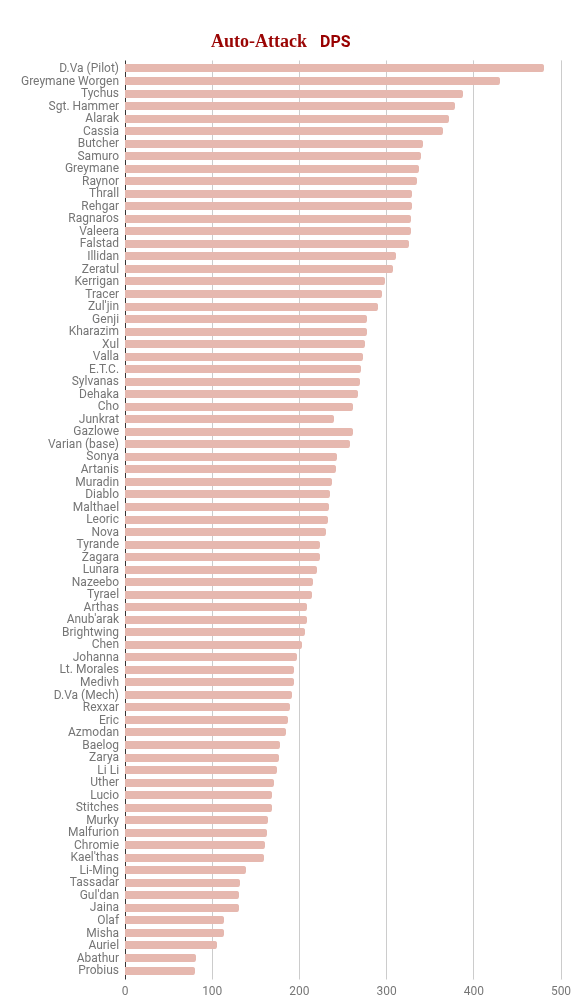 Auto-Attack DPS
D.Va (Pilot)
Greymane Worgen
Tychus
Sgt. Hammer
Alarak
Cassia
Butcher
Samuro
Greymane
Raynor
Thrall
Rehgar
Ragnaros
Valeera
Falstad
Illidan
Zeratul
Kerrigan
Tracer
Zul'jin
Genji
Kharazim
Xul
Valla
E.T.C.
Sylvanas
Dehaka
Cho
Junkrat
Gazlowe
Varian (base)
Sonya
Artanis
Muradin
Diablo
Malthael
Leoric
Nova
Tyrande
Zagara
Lunara
Nazeebo
Tyrael
Arthas
Anub'arak
Brightwing
Chen
Johanna
Lt. Morales
Medivh
D.Va (Mech)
Rexxar
Eric
Azmodan
Baelog
Zarya
Li Li
Uther
Lucio
Stitches
Murky
Malfurion
Chromie
Kael'thas
Li-Ming
Tassadar
Gul'dan
Jaina
Olaf
Misha
Auriel
Abathur
Probius
0 100 200 300 400 500